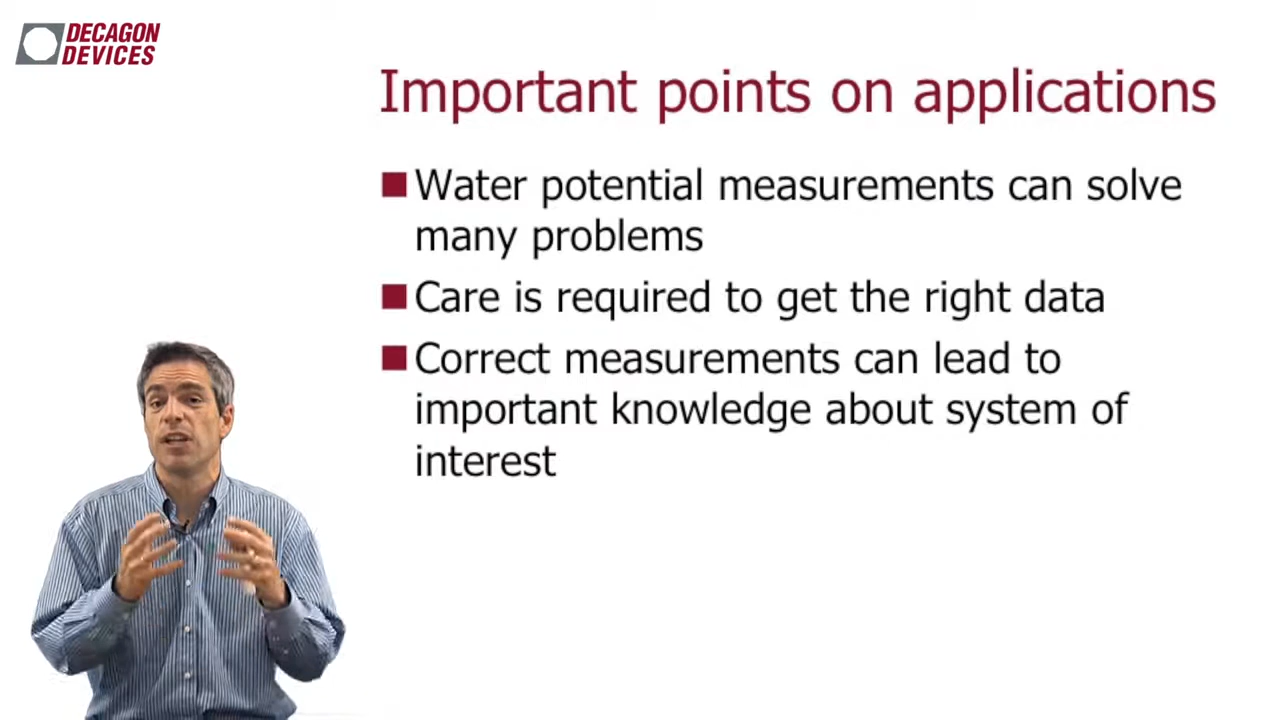 DECAGON
DEVICES
Important points on applications
Water potential measurements can solve
many problems
Care is required to get the right data
Correct measurements can lead to
important knowledge about system of
interest